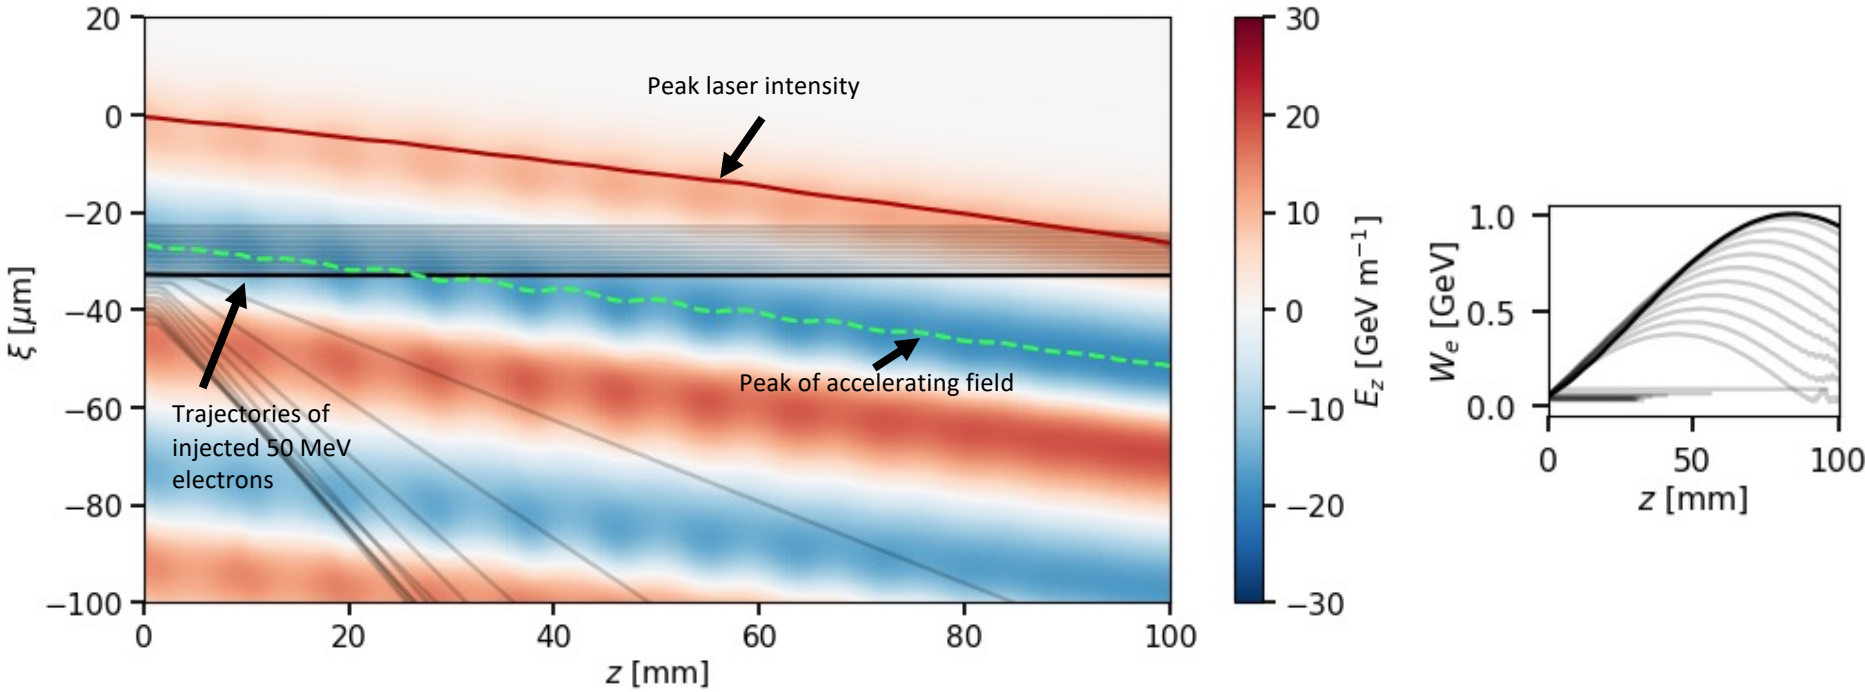 20
0
−20
−40
−60
−80
−100
ξ [μm]
0
20
40
60
80
100
z [mm]
Peak laser intensity
Peak of accelerating field
Trajectories of
injected 50 MeV
electrons
30
20
10
0
−10
−20
−30
E_z [GeV m⁻¹]
1.0
0.5
0.0
W_e [GeV]
0
50
100
z [mm]